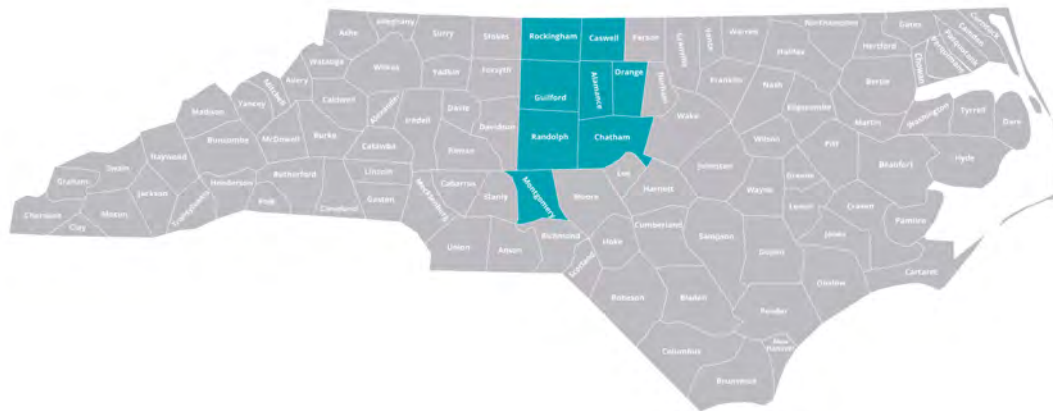 Alleghany
Ashe
Surry
Stokes
Rockingham
Caswell
Person
Granville
Vance
Warren
Northampton
Gates
Currituck
Camden
Pasquotank
Perquimans
Chowan
Hertford
Halifax
Watauga
Wilkes
Yadkin
Forsyth
Guilford
Alamance
Orange
Durham
Franklin
Nash
Bertie
Avery
Mitchell
Yancey
Madison
Caldwell
Alexander
Iredell
Davie
Davidson
Randolph
Chatham
Wake
Edgecombe
Martin
Washington
Tyrrell
Dare
Buncombe
McDowell
Burke
Catawba
Rowan
Wilson
Pitt
Beaufort
Hyde
Haywood
Swain
Graham
Jackson
Henderson
Rutherford
Polk
Cleveland
Lincoln
Gaston
Mecklenburg
Cabarrus
Stanly
Montgomery
Moore
Lee
Harnett
Johnston
Wayne
Greene
Lenoir
Craven
Pamlico
Cherokee
Clay
Macon
Transylvania
Union
Anson
Richmond
Scotland
Hoke
Cumberland
Sampson
Duplin
Jones
Carteret
Onslow
Robeson
Bladen
Pender
Columbus
New
Hanover
Brunswick